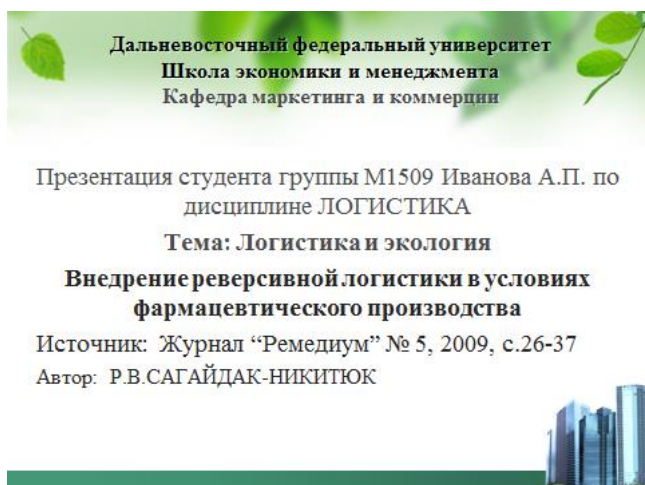 Дальневосточный федеральный университет
Школа экономики и менеджмента
Кафедра маркетинга и коммерции
Презентация студента группы М1509 Иванова А.П. по
дисциплине ЛОГИСТИКА
Тема: Логистика и экология
Внедрение реверсивной логистики в условиях
фармацевтического производства
Источник: Журнал “Ремедиум” № 5, 2009, с.26-37
Автор: Р.В.САГАЙДАК-НИКИТЮК